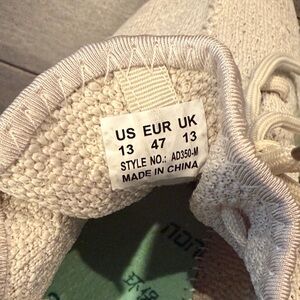 US EUR UK
13 47 13
STYLE NO.: AD350-M
MADE IN CHINA